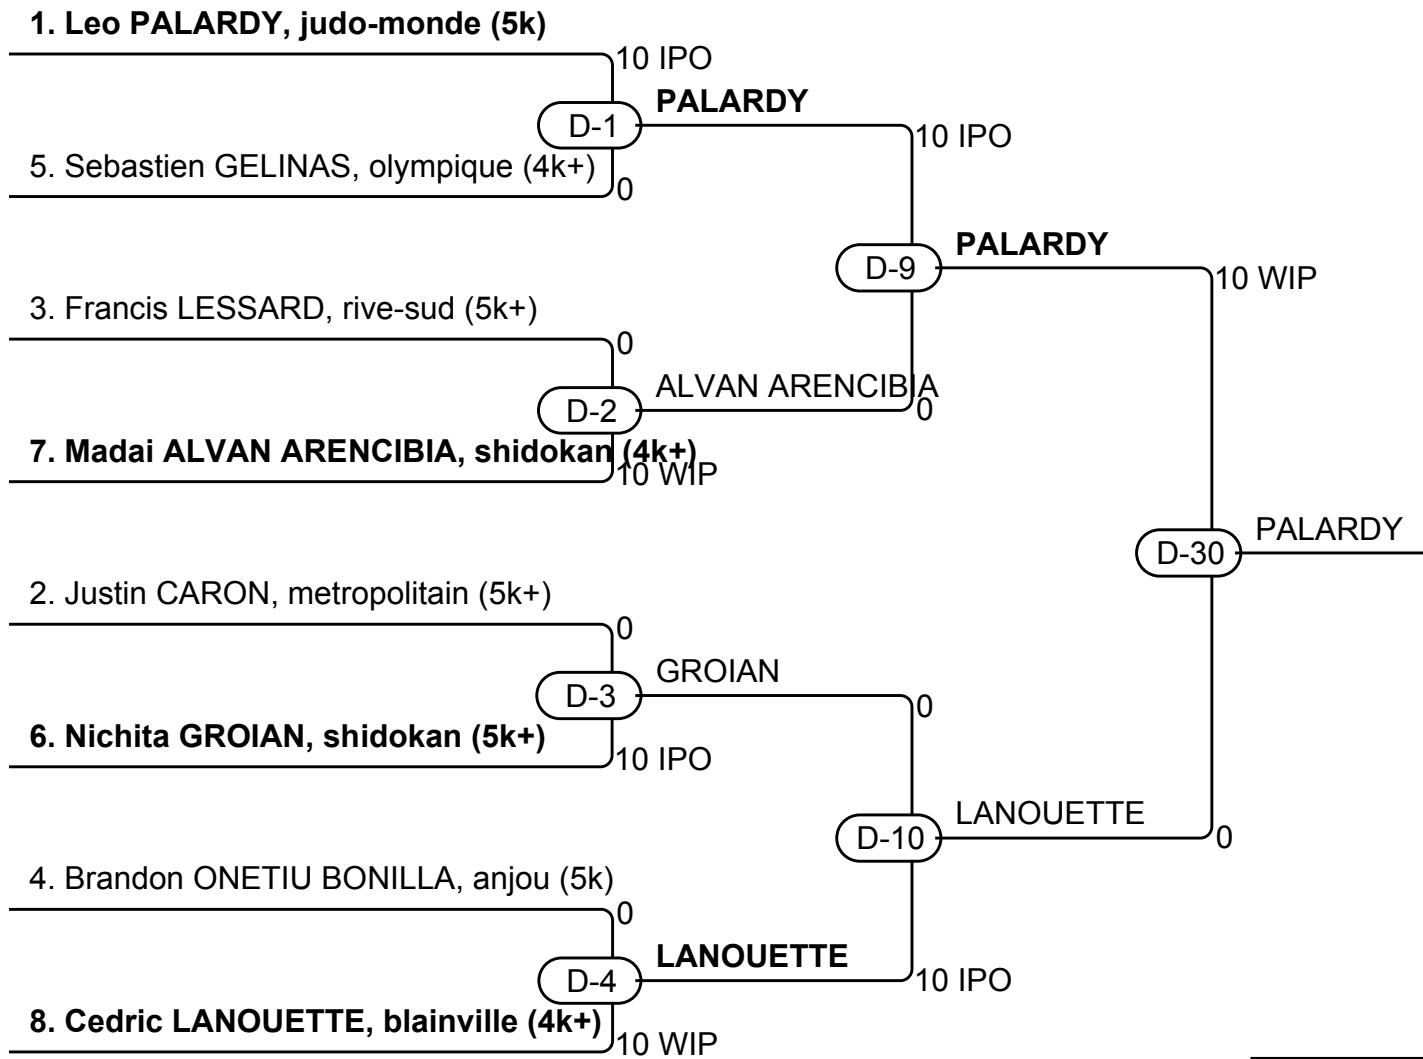 1. Leo PALARDY, judo-monde (5k)
10 IPO
PALARDY
D-1
10 IPO
5. Sebastien GELINAS, olympique (4k+)
0
PALARDY
D-9
10 WIP
3. Francis LESSARD, rive-sud (5k+)
0
ALVAN ARENCIBIA
D-2
0
7. Madai ALVAN ARENCIBIA, shidokan (4k+)
10 WIP
PALARDY
D-30
2. Justin CARON, metropolitain (5k+)
0
GROIAN
D-3
0
6. Nichita GROIAN, shidokan (5k+)
10 IPO
LANOUETTE
D-10
0
4. Brandon ONETIU BONILLA, anjou (5k)
0
LANOUETTE
D-4
10 IPO
8. Cedric LANOUETTE, blainville (4k+)
10 WIP